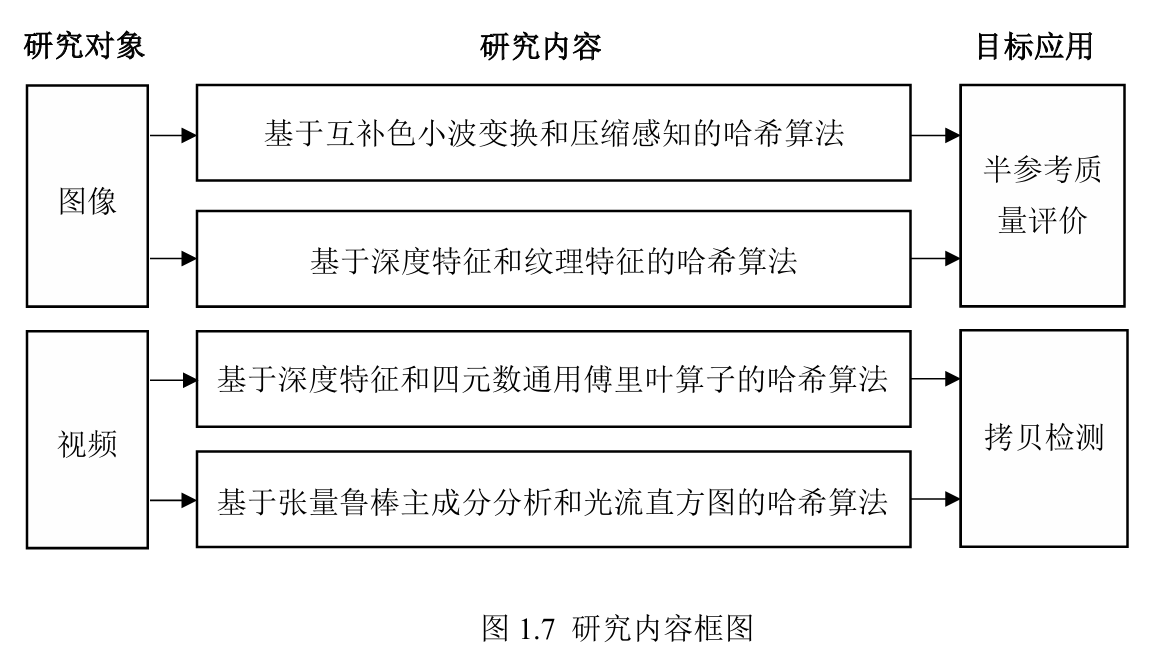 研究对象 研究内容 目标应用
基于互补色小波变换和压缩感知的哈希算法
图像
半参考质
量评价
基于深度特征和纹理特征的哈希算法
基于深度特征和四元数通用傅里叶算子的哈希算法
视频
拷贝检测
基于张量鲁棒主成分分析和光流直方图的哈希算法
图 1.7 研究内容框图